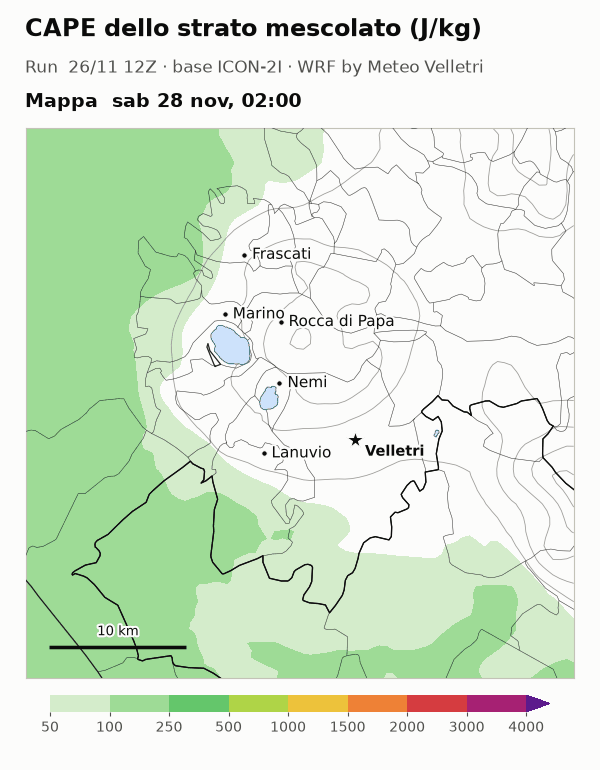 CAPE dello strato mescolato (J/kg)
Run  26/11 12Z · base ICON-2I · WRF by Meteo Velletri
Mappa  sab 28 nov, 02:00
Frascati
Marino
Rocca di Papa
Nemi
Velletri
Lanuvio
10 km
50 100 250 500 1000 1500 2000 3000 4000